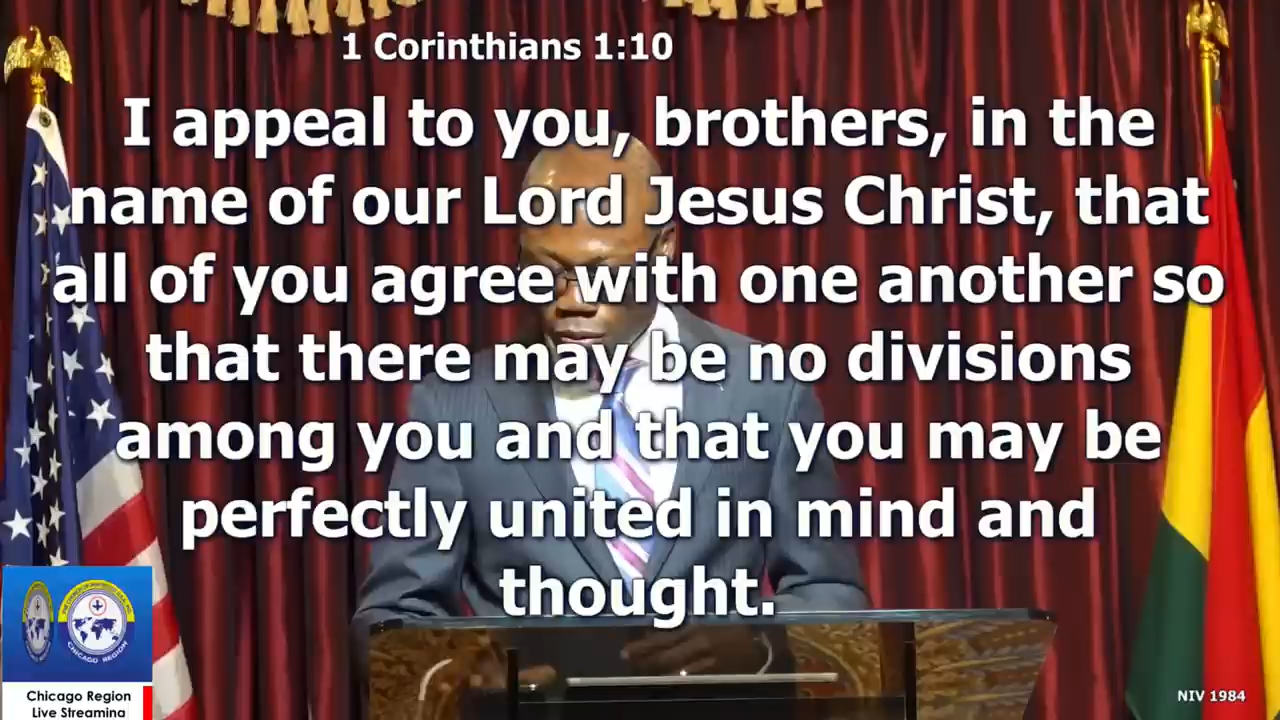 1 Corinthians 1:10
I appeal to you, brothers, in the
name of our Lord Jesus Christ, that
all of you agree with one another so
that there may be no divisions
among you and that you may be
perfectly united in mind and
thought.
CHICAGO REGION
Chicago Region
Live Streaming
NIV 1984